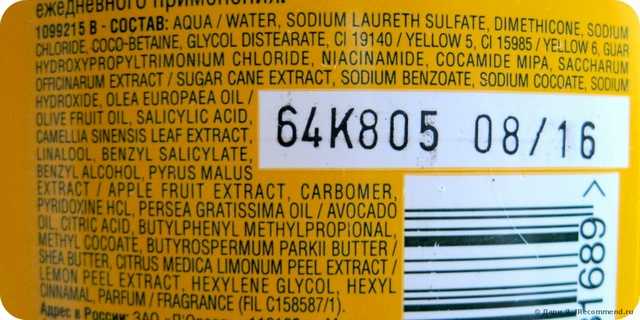 ежедневного применения.
1099215 B - СОСТАВ: AQUA / WATER, SODIUM LAURETH SULFATE, DIMETHICONE, SODIUM
CHLORIDE, COCO-BETAINE, GLYCOL DISTEARATE, CI 19140 / YELLOW 5, CI 15985 / YELLOW 6, GUAR
HYDROXYPROPYLTRIMONIUM CHLORIDE, NIACINAMIDE, COCAMIDE MIPA, SACCHARUM
OFFICINARUM EXTRACT / SUGAR CANE EXTRACT, SODIUM BENZOATE, SODIUM COCOATE, SODIUM
HYDROXIDE, OLEA EUROPAEA OIL /
OLIVE FRUIT OIL, SALICYLIC ACID,
CAMELLIA SINENSIS LEAF EXTRACT,
LINALOOL, BENZYL SALICYLATE,
BENZYL ALCOHOL, PYRUS MALUS
EXTRACT / APPLE FRUIT EXTRACT, CARBOMER,
PYRIDOXINE HCL, PERSEA GRATISSIMA OIL / AVOCADO
OIL, CITRIC ACID, BUTYLPHENYL METHYLPROPIONAL,
METHYL COCOATE, BUTYROSPERMUM PARKII BUTTER /
SHEA BUTTER, CITRUS MEDICA LIMONUM PEEL EXTRACT /
LEMON PEEL EXTRACT, HEXYLENE GLYCOL, HEXYL
CINNAMAL, PARFUM / FRAGRANCE (FIL C158587/1).
Адрес в России: ЗАО
64K805 08/16
1689 >
Recommend.ru